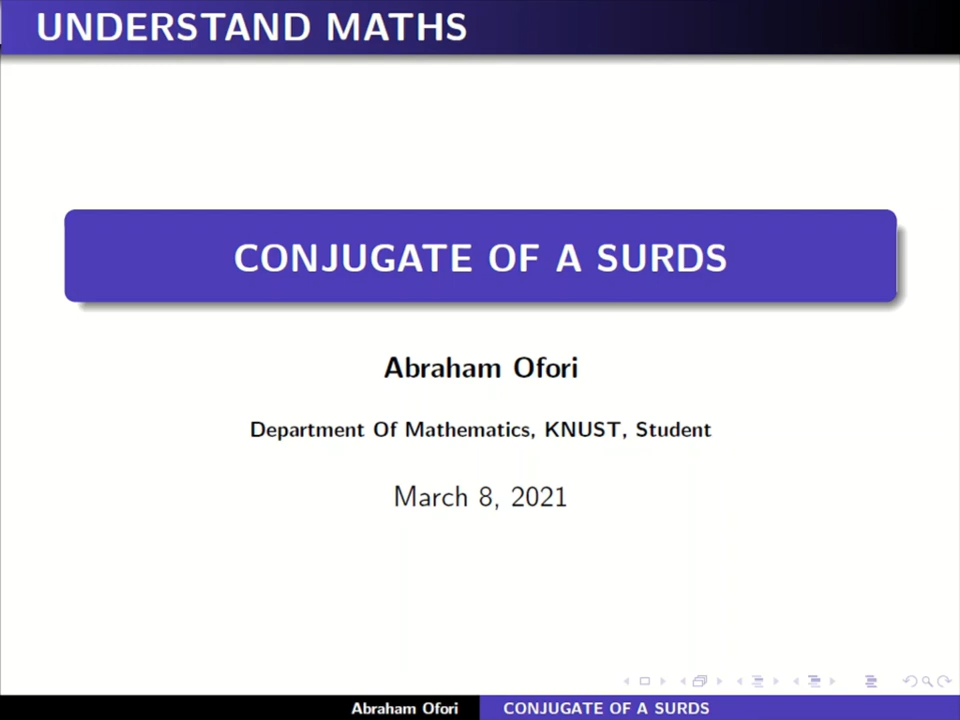 UNDERSTAND MATHS
CONJUGATE OF A SURDS
Abraham Ofori
Department Of Mathematics, KNUST, Student
March 8, 2021
Abraham Ofori
CONJUGATE OF A SURDS